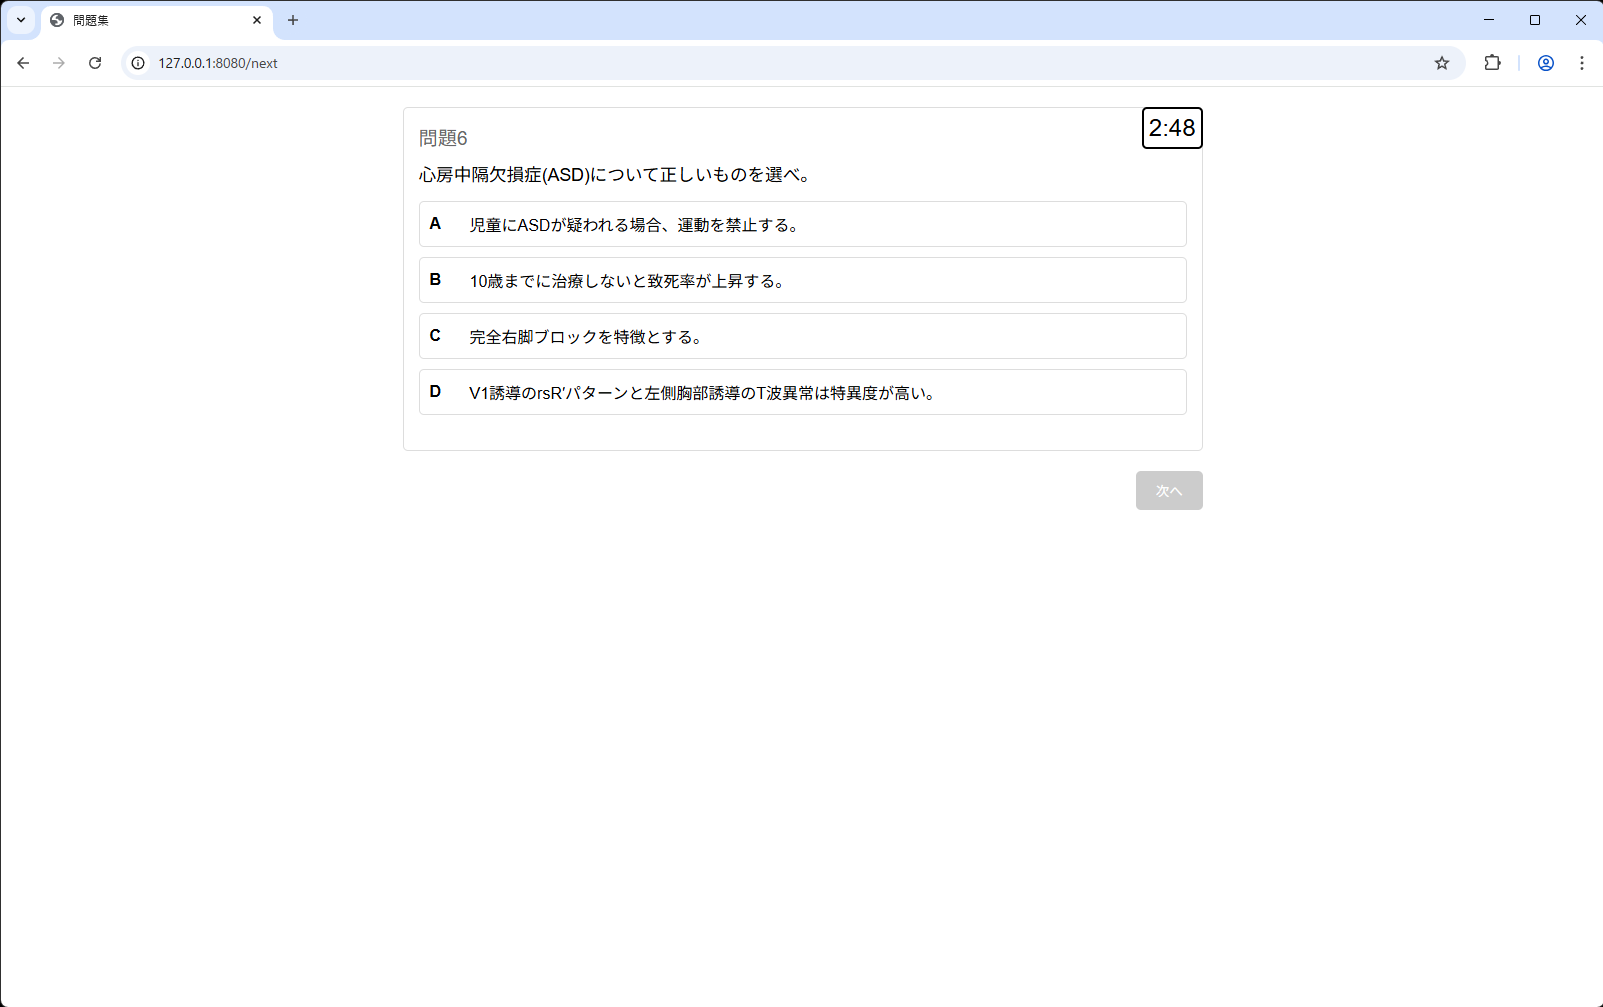 問題集
127.0.0.1:8080/next
2:48
問題6
心房中隔欠損症(ASD)について正しいものを選べ。
A 児童にASDが疑われる場合、運動を禁止する。
B 10歳までに治療しないと致死率が上昇する。
C 完全右脚ブロックを特徴とする。
D V1誘導のrsR′パターンと左側胸部誘導のT波異常は特異度が高い。
次へ